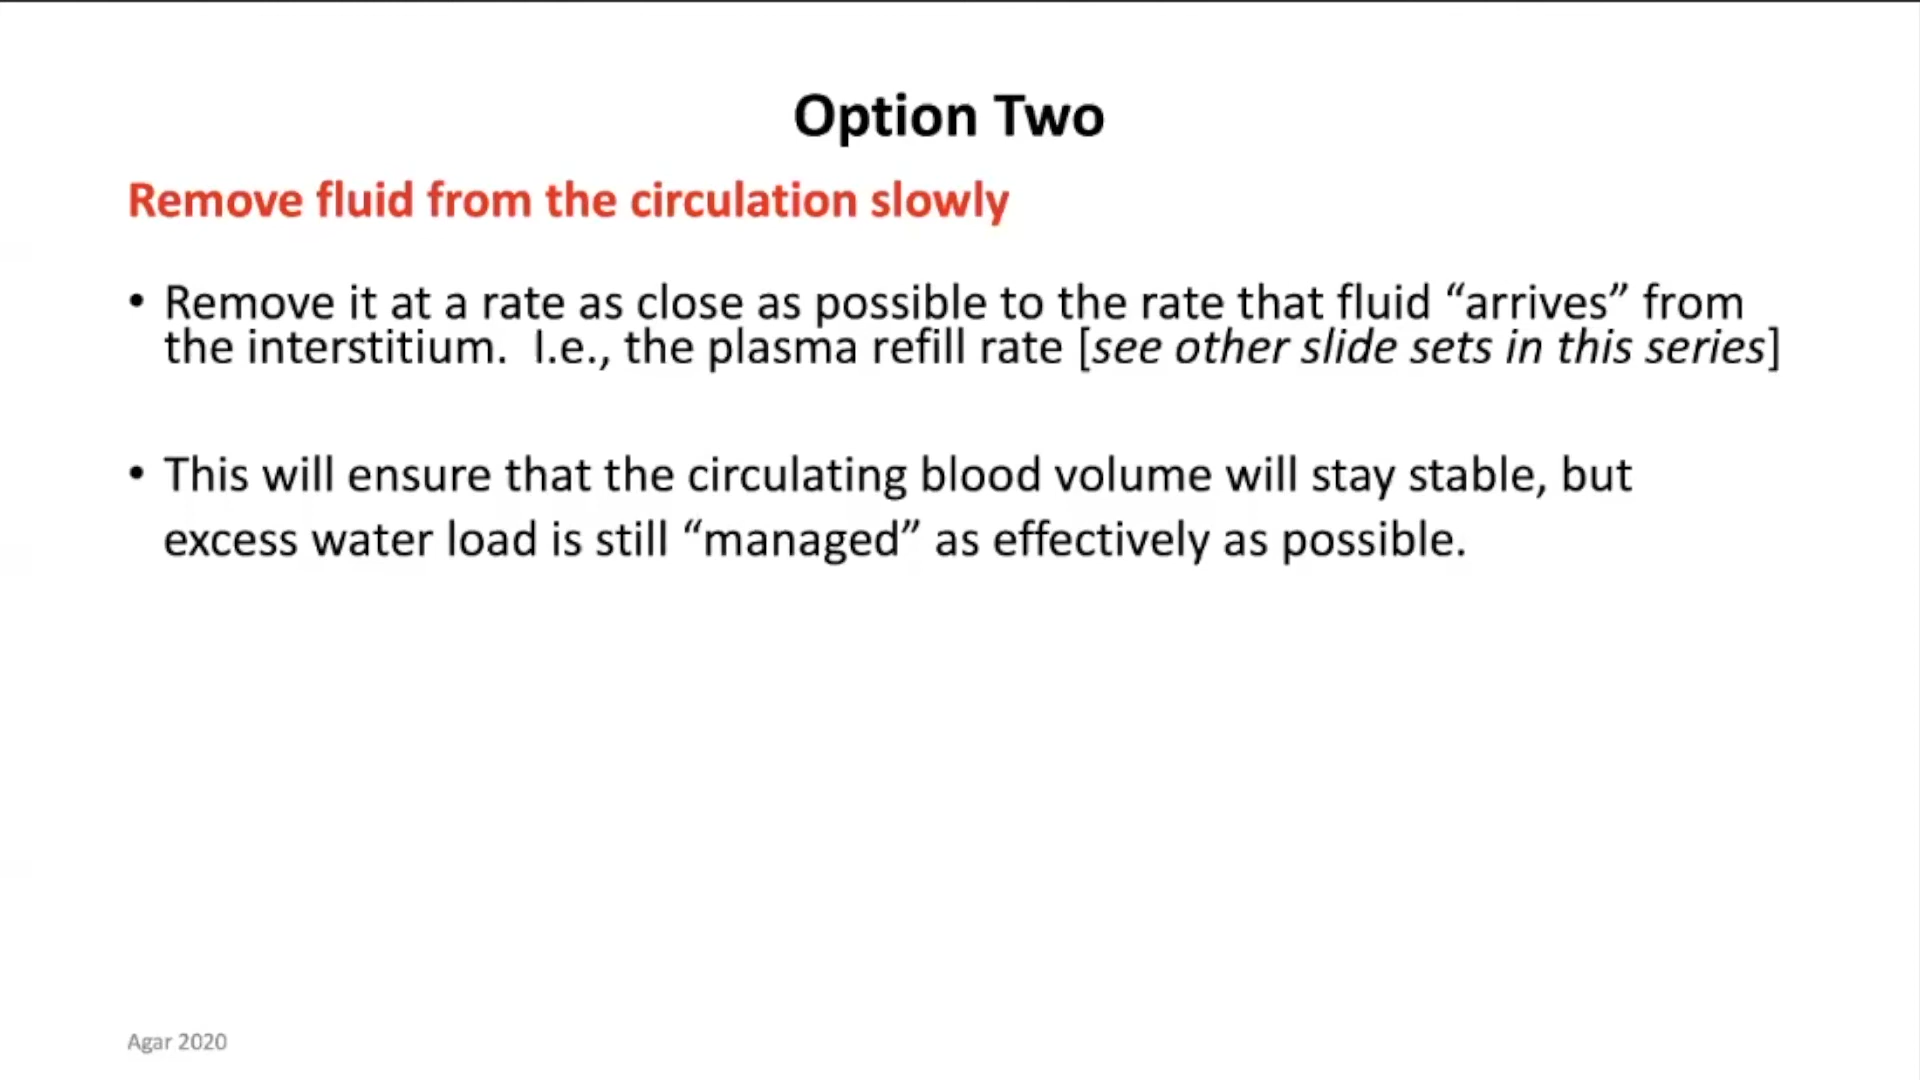 Option Two
Remove fluid from the circulation slowly
• Remove it at a rate as close as possible to the rate that fluid “arrives” from
the interstitium.  I.e., the plasma refill rate [see other slide sets in this series]
• This will ensure that the circulating blood volume will stay stable, but
excess water load is still “managed” as effectively as possible.
Agar 2020